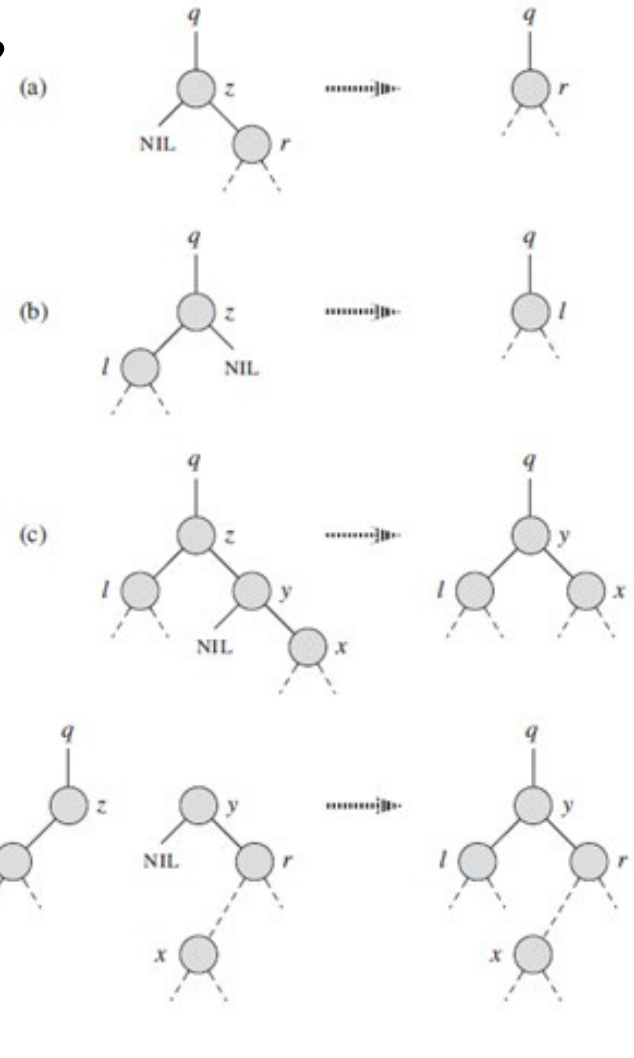 q q
(a) z r
NIL r
q q
(b) z l
l NIL
q q
(c) z y
l y l x
NIL x
q q
z y y
NIL r l r
x x